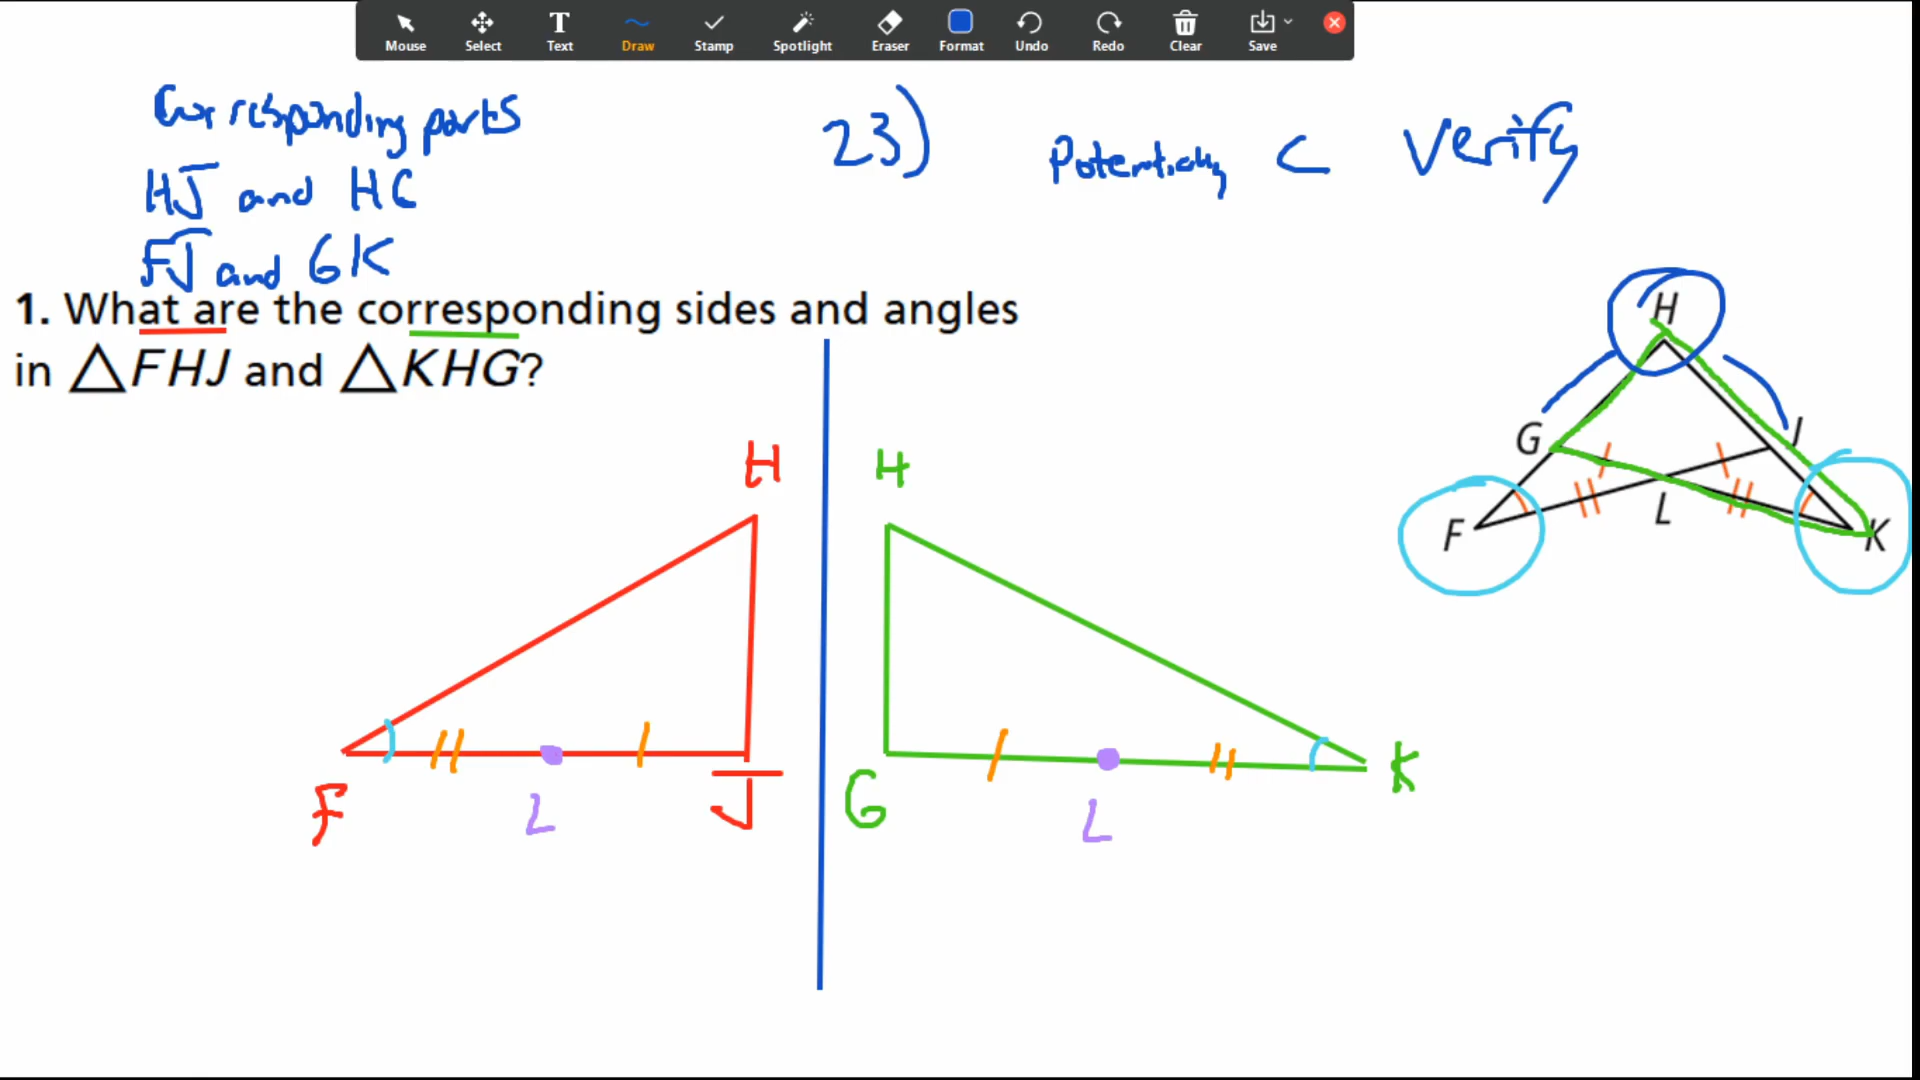 Mouse Select Text Draw Stamp Spotlight Eraser Format Undo Redo Clear Save
Corresponding parts
HJ and HG
FJ and GK
23) Potentially C Verify
1. What are the corresponding sides and angles
in △FHJ and △KHG?
H
G J
F L K
H H
F L J G L K